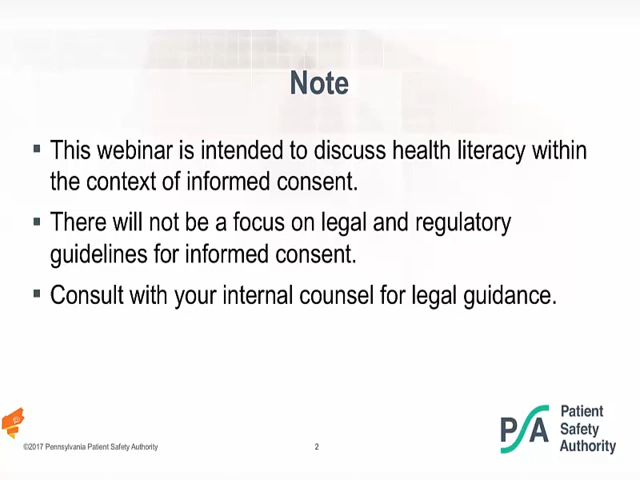 Note
▪ This webinar is intended to discuss health literacy within
the context of informed consent.
▪ There will not be a focus on legal and regulatory
guidelines for informed consent.
▪ Consult with your internal counsel for legal guidance.
©2017 Pennsylvania Patient Safety Authority
2
PSA
Patient
Safety
Authority